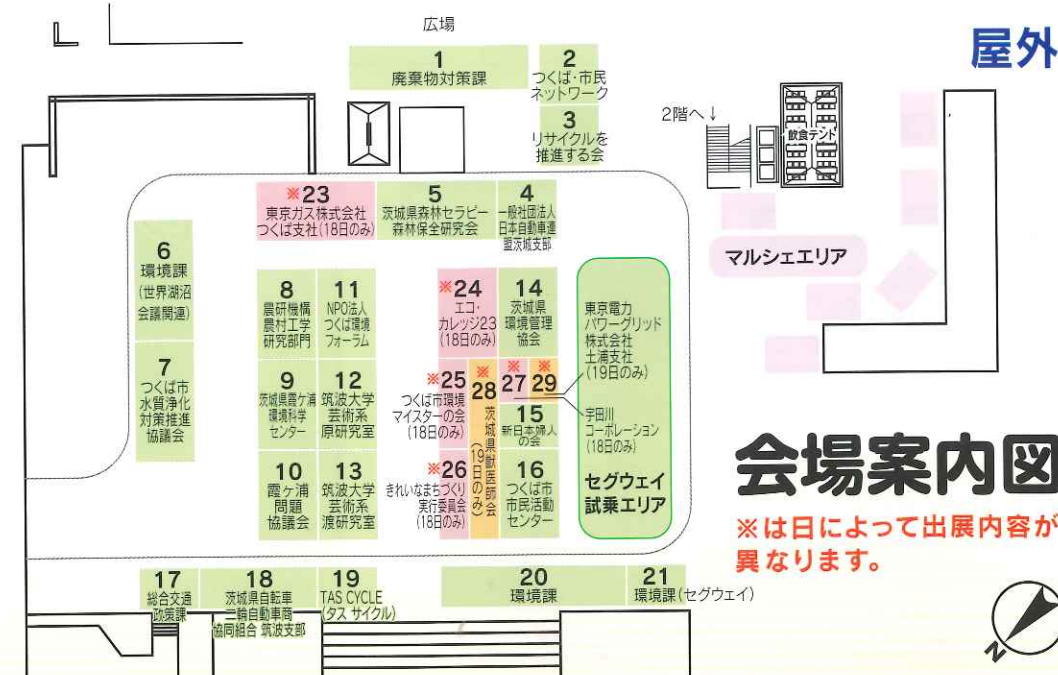 広場
屋外
1
廃棄物対策課
2
つくば・市民
ネットワーク
3
リサイクルを
推進する会
2階へ↓
飲食テント
※23
東京ガス株式会社
つくば支社(18日のみ)
5
茨城県森林セラピー
森林保全研究会
4
一般社団法人
日本自動車連
盟茨城支部
マルシェエリア
6
環境課
(世界湖沼
会議関連)
7
つくば市
水質浄化
対策推進
協議会
8
農研機構
農村工学
研究部門
11
NPO法人
つくば環境
フォーラム
※24
エコ・
カレッジ23
(18日のみ)
14
茨城県
環境管理
協会
東京電力
パワーグリッド
株式会社
土浦支社
(19日のみ)
9
茨城県霞ケ浦
環境科学
センター
12
筑波大学
芸術系
原研究室
※25
つくば市環境
マイスターの会
(18日のみ)
※
28
茨城県獣医師会
(19日のみ)
※
27
※
29
15
新日本婦人
の会
宇田川
コーポレーション
(18日のみ)
10
霞ヶ浦
問題
協議会
13
筑波大学
芸術系
渡研究室
※26
きれいなまちづくり
実行委員会
(18日のみ)
16
つくば市
市民活動
センター
セグウェイ
試乗エリア
会場案内図
※は日によって出展内容が
異なります。
17
総合交通
政策課
18
茨城県自転車
二輪自動車商
協同組合 筑波支部
19
TAS CYCLE
(タス サイクル)
20
環境課
21
環境課(セグウェイ)
N